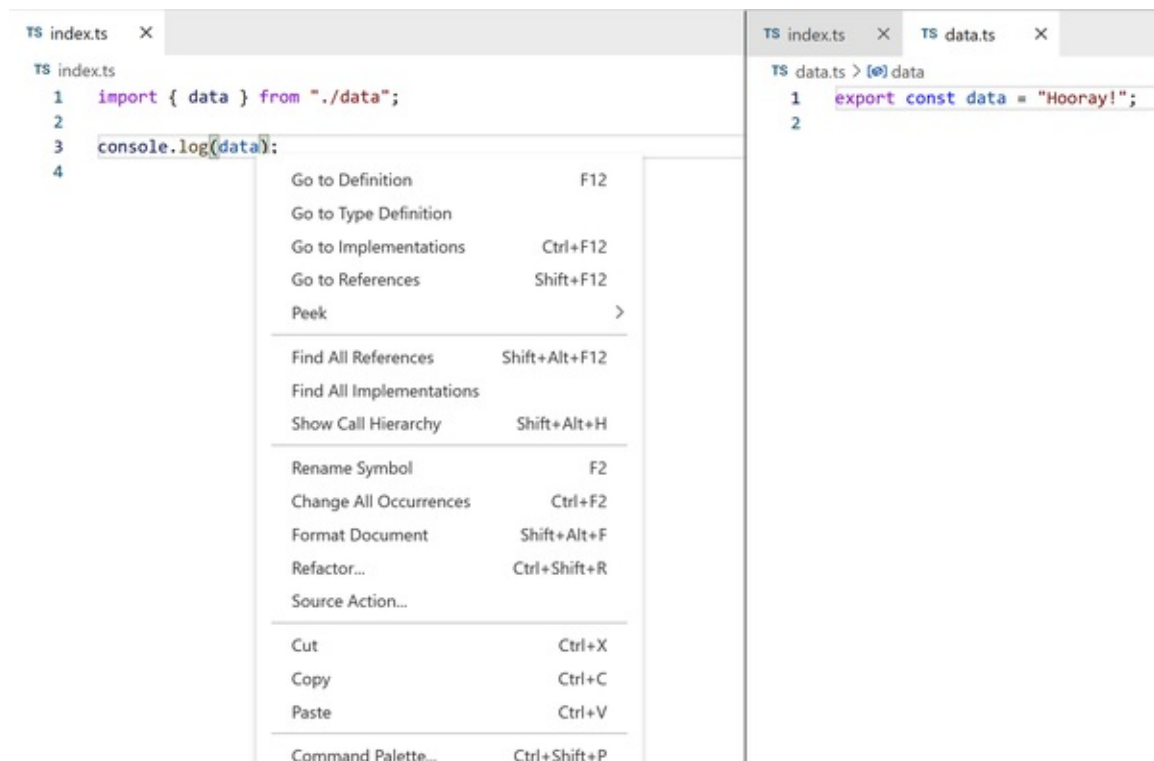 TS index.ts ×
TS index.ts
1 import { data } from "./data";
2
3 console.log(data);
4
Go to Definition F12
Go to Type Definition
Go to Implementations Ctrl+F12
Go to References Shift+F12
Peek >
Find All References Shift+Alt+F12
Find All Implementations
Show Call Hierarchy Shift+Alt+H
Rename Symbol F2
Change All Occurrences Ctrl+F2
Format Document Shift+Alt+F
Refactor... Ctrl+Shift+R
Source Action...
Cut Ctrl+X
Copy Ctrl+C
Paste Ctrl+V
Command Palette... Ctrl+Shift+P
TS index.ts × TS data.ts ×
TS data.ts > data
1 export const data = "Hooray!";
2